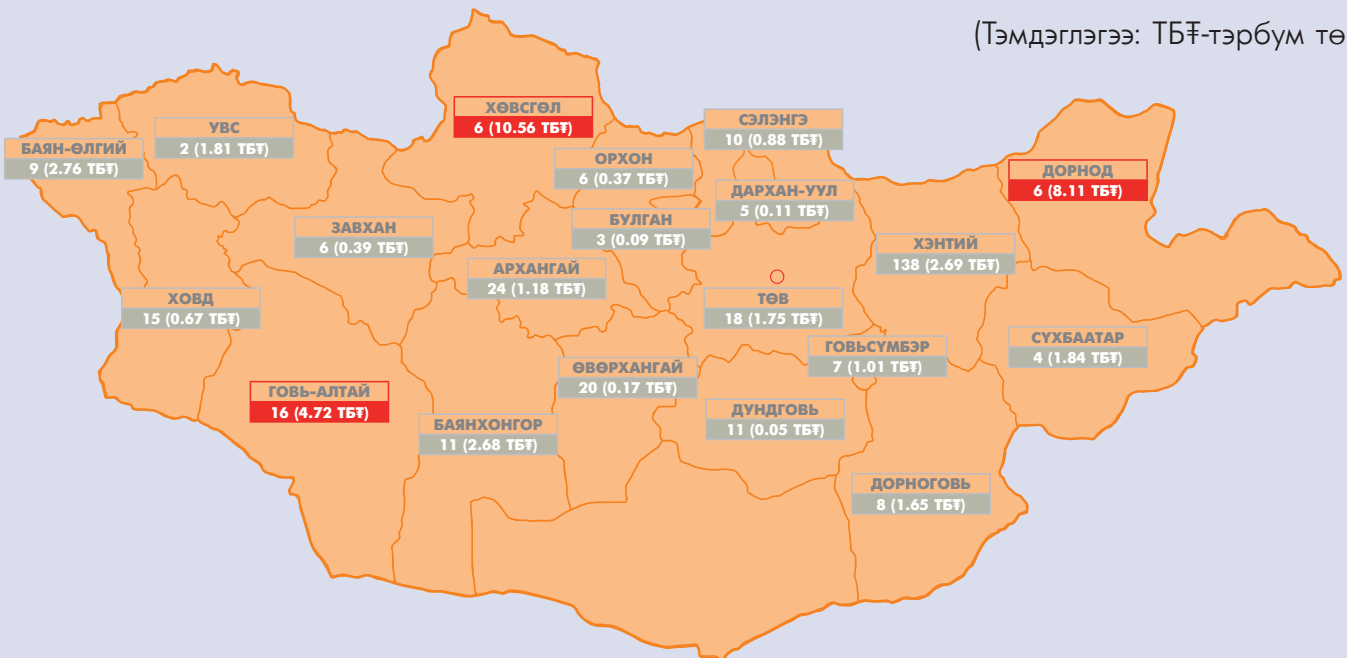 (Тэмдэглэгээ: ТБ₮-тэрбум тө
ХӨВСГӨЛ
6 (10.56 ТБ₮)
СЭЛЭНГЭ
10 (0.88 ТБ₮)
УВС
2 (1.81 ТБ₮)
БАЯН-ӨЛГИЙ
9 (2.76 ТБ₮)
ОРХОН
6 (0.37 ТБ₮)
ДОРНОД
6 (8.11 ТБ₮)
ДАРХАН-УУЛ
5 (0.11 ТБ₮)
БУЛГАН
3 (0.09 ТБ₮)
ЗАВХАН
6 (0.39 ТБ₮)
ХЭНТИЙ
138 (2.69 ТБ₮)
АРХАНГАЙ
24 (1.18 ТБ₮)
ХОВД
15 (0.67 ТБ₮)
ТӨВ
18 (1.75 ТБ₮)
СҮХБААТАР
4 (1.84 ТБ₮)
ГОВЬСҮМБЭР
7 (1.01 ТБ₮)
ӨВӨРХАНГАЙ
20 (0.17 ТБ₮)
ГОВЬ-АЛТАЙ
16 (4.72 ТБ₮)
ДУНДГОВЬ
11 (0.05 ТБ₮)
БАЯНХОНГОР
11 (2.68 ТБ₮)
ДОРНОГОВЬ
8 (1.65 ТБ₮)